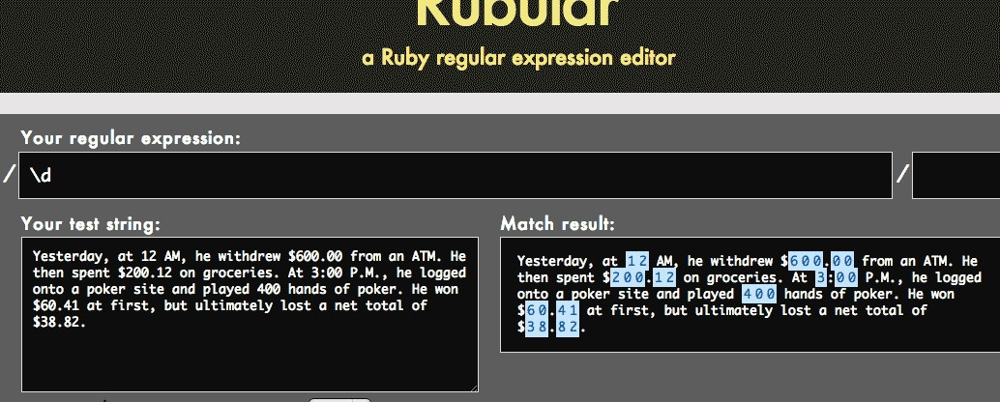 Rubular
a Ruby regular expression editor
Your regular expression:
/ \d /
Your test string:
Yesterday, at 12 AM, he withdrew $600.00 from an ATM. He
then spent $200.12 on groceries. At 3:00 P.M., he logged
onto a poker site and played 400 hands of poker. He won
$60.41 at first, but ultimately lost a net total of
$38.82.
Match result:
Yesterday, at 12 AM, he withdrew $600.00 from an ATM. He
then spent $200.12 on groceries. At 3:00 P.M., he logged
onto a poker site and played 400 hands of poker. He won
$60.41 at first, but ultimately lost a net total of
$38.82.